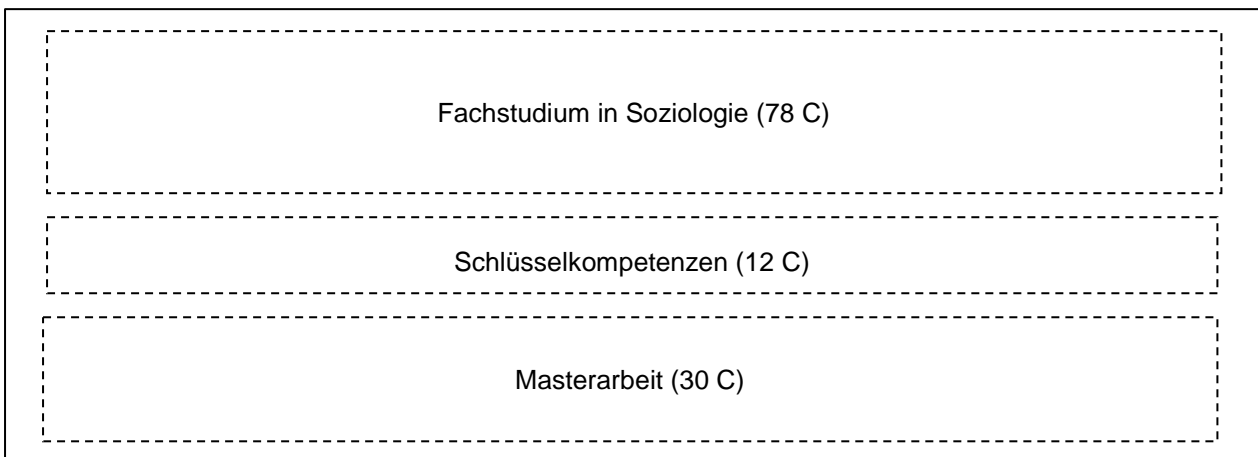 Fachstudium in Soziologie (78 C)
Schlüsselkompetenzen (12 C)
Masterarbeit (30 C)